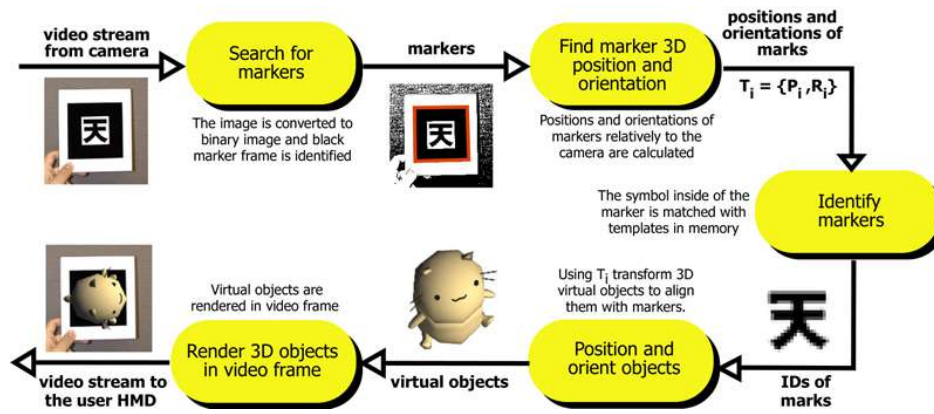 video stream
from camera
Search for
markers
The image is converted to
binary image and black
marker frame is identified
markers
Find marker 3D
position and
orientation
Positions and orientations of
markers relatively to the
camera are calculated
positions and
orientations of
marks
Ti = {Pi ,Ri}
天
天
The symbol inside of the
marker is matched with
templates in memory
Identify
markers
天
IDs of
marks
Using Ti transform 3D
virtual objects to align
them with markers.
Position and
orient objects
virtual objects
Virtual objects are
rendered in video frame
Render 3D objects
in video frame
video stream to
the user HMD